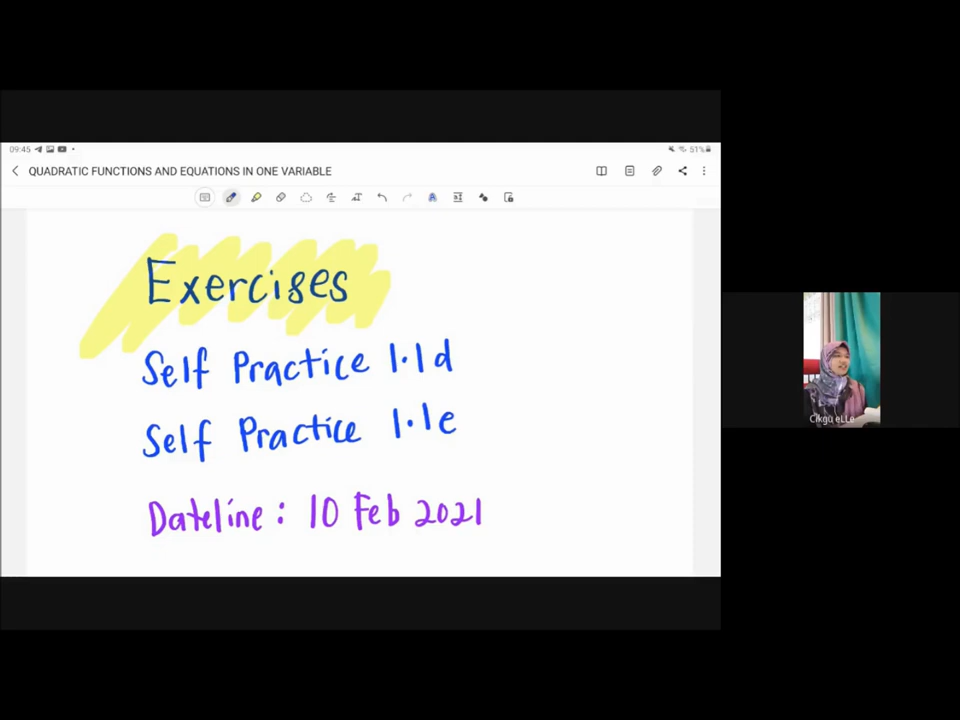 09:45
51%
QUADRATIC FUNCTIONS AND EQUATIONS IN ONE VARIABLE
Exercises
Self Practice 1.1d
Self Practice 1.1e
Dateline : 10 Feb 2021
Cikgu eLLe